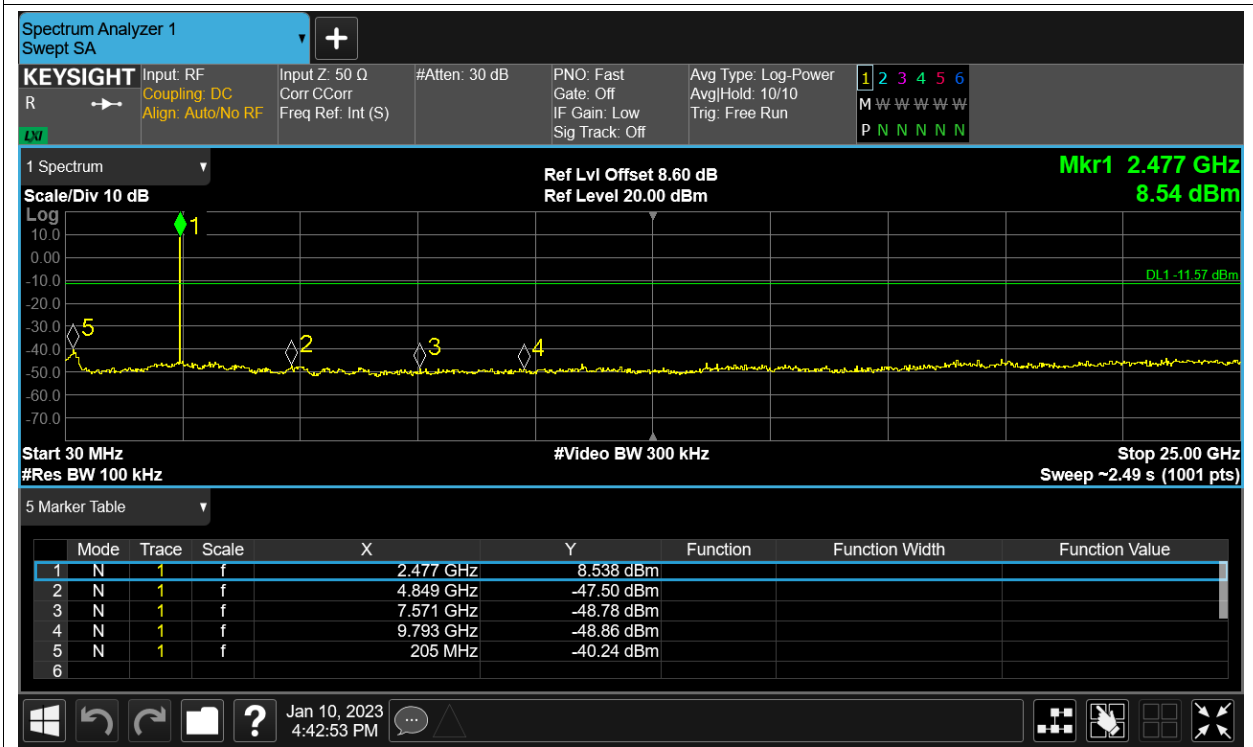 Spectrum Analyzer 1
Swept SA
KEYSIGHT Input: RF Input Z: 50 Ω #Atten: 30 dB PNO: Fast Avg Type: Log-Power 1 2 3 4 5 6
R Coupling: DC Corr CCorr Gate: Off Avg|Hold: 10/10 M W W W W W
Align: Auto/No RF Freq Ref: Int (S) IF Gain: Low Trig: Free Run
LXI Sig Track: Off P N N N N N
1 Spectrum Ref Lvl Offset 8.60 dB Mkr1 2.477 GHz
Scale/Div 10 dB Ref Level 20.00 dBm 8.54 dBm
Log
1
10.0
0.00
-10.0 DL1 -11.57 dBm
-20.0
-30.0 5
-40.0 2 3 4
-50.0
-60.0
-70.0
Start 30 MHz #Video BW 300 kHz Stop 25.00 GHz
#Res BW 100 kHz Sweep ~2.49 s (1001 pts)
5 Marker Table
Mode Trace Scale X Y Function Function Width Function Value
1 N 1 f 2.477 GHz 8.538 dBm
2 N 1 f 4.849 GHz -47.50 dBm
3 N 1 f 7.571 GHz -48.78 dBm
4 N 1 f 9.793 GHz -48.86 dBm
5 N 1 f 205 MHz -40.24 dBm
6
? Jan 10, 2023
4:42:53 PM